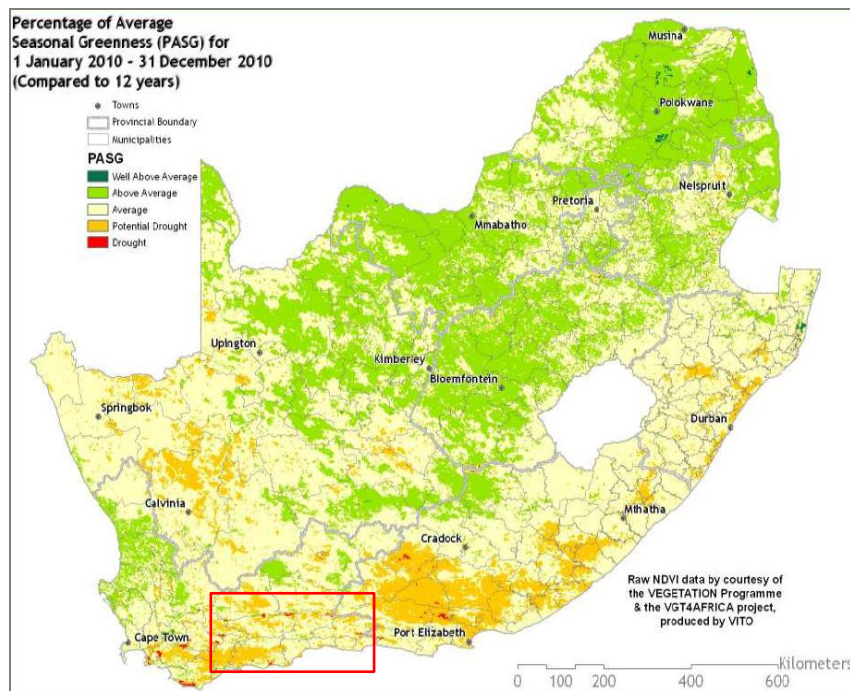 Percentage of Average
Seasonal Greenness (PASG) for
1 January 2010 - 31 December 2010
(Compared to 12 years)
Towns
Provincial Boundary
Municipalities
PASG
Well Above Average
Above Average
Average
Potential Drought
Drought
Musina
Polokwane
Nelspruit
Pretoria
Mmabatho
Upington
Kimberley
Bloemfontein
Springbok
Durban
Calvinia
Mthatha
Cradock
Cape Town
Port Elizabeth
Raw NDVI data by courtesy of
the VEGETATION Programme
& the VGT4AFRICA project,
produced by VITO
Kilometers
0 100 200 400 600